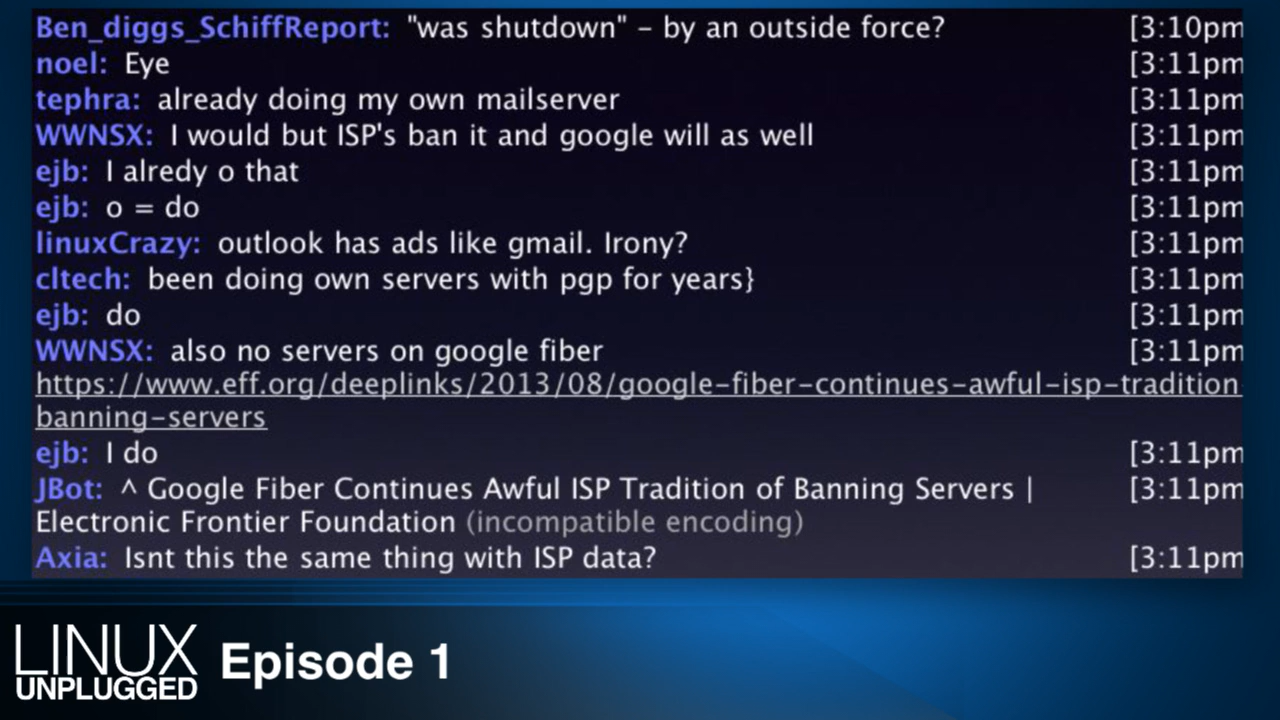 Ben_diggs_SchiffReport: "was shutdown" – by an outside force? [3:10pm
noel: Eye [3:11pm
tephra: already doing my own mailserver [3:11pm
WWNSX: I would but ISP's ban it and google will as well [3:11pm
ejb: I alredy o that [3:11pm
ejb: o = do [3:11pm
linuxCrazy: outlook has ads like gmail. Irony? [3:11pm
cltech: been doing own servers with pgp for years} [3:11pm
ejb: do [3:11pm
WWNSX: also no servers on google fiber [3:11pm
https://www.eff.org/deeplinks/2013/08/google-fiber-continues-awful-isp-tradition
banning-servers
ejb: I do [3:11pm
JBot: ^ Google Fiber Continues Awful ISP Tradition of Banning Servers | [3:11pm
Electronic Frontier Foundation (incompatible encoding)
Axia: Isnt this the same thing with ISP data? [3:11pm
LINUX
UNPLUGGED
Episode 1